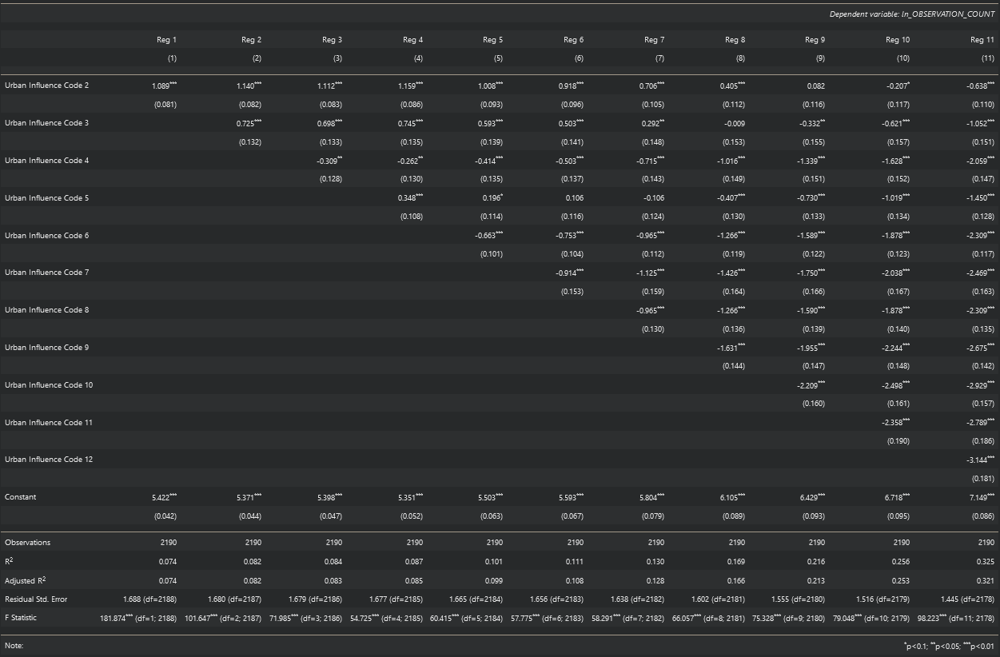 Dependent variable: ln_OBSERVATION_COUNT
Reg 1 Reg 2 Reg 3 Reg 4 Reg 5 Reg 6 Reg 7 Reg 8 Reg 9 Reg 10 Reg 11
(1) (2) (3) (4) (5) (6) (7) (8) (9) (10) (11)
Urban Influence Code 2 1.089*** 1.140*** 1.112*** 1.159*** 1.008*** 0.918*** 0.706*** 0.405*** 0.082 -0.207* -0.638***
(0.081) (0.082) (0.083) (0.086) (0.093) (0.096) (0.105) (0.112) (0.116) (0.117) (0.110)
Urban Influence Code 3 0.725*** 0.698*** 0.745*** 0.593*** 0.503*** 0.292** -0.009 -0.332** -0.621*** -1.052***
(0.132) (0.133) (0.135) (0.139) (0.141) (0.148) (0.153) (0.155) (0.157) (0.151)
Urban Influence Code 4 -0.309** -0.262** -0.414*** -0.503*** -0.715*** -1.016*** -1.339*** -1.628*** -2.059***
(0.128) (0.130) (0.135) (0.137) (0.143) (0.149) (0.151) (0.152) (0.147)
Urban Influence Code 5 0.348*** 0.196* 0.106 -0.106 -0.407*** -0.730*** -1.019*** -1.450***
(0.108) (0.114) (0.116) (0.124) (0.130) (0.133) (0.134) (0.128)
Urban Influence Code 6 -0.663*** -0.753*** -0.965*** -1.266*** -1.589*** -1.878*** -2.309***
(0.101) (0.104) (0.112) (0.119) (0.122) (0.123) (0.117)
Urban Influence Code 7 -0.914*** -1.125*** -1.426*** -1.750*** -2.038*** -2.469***
(0.153) (0.159) (0.164) (0.166) (0.167) (0.163)
Urban Influence Code 8 -0.965*** -1.266*** -1.590*** -1.878*** -2.309***
(0.130) (0.136) (0.139) (0.140) (0.135)
Urban Influence Code 9 -1.631*** -1.955*** -2.244*** -2.675***
(0.144) (0.147) (0.148) (0.142)
Urban Influence Code 10 -2.209*** -2.498*** -2.929***
(0.160) (0.161) (0.157)
Urban Influence Code 11 -2.358*** -2.789***
(0.190) (0.186)
Urban Influence Code 12 -3.144***
(0.181)
Constant 5.422*** 5.371*** 5.398*** 5.351*** 5.503*** 5.593*** 5.804*** 6.105*** 6.429*** 6.718*** 7.149***
(0.042) (0.044) (0.047) (0.052) (0.063) (0.067) (0.079) (0.089) (0.093) (0.095) (0.086)
Observations 2190 2190 2190 2190 2190 2190 2190 2190 2190 2190 2190
R2 0.074 0.082 0.084 0.087 0.101 0.111 0.130 0.169 0.216 0.256 0.325
Adjusted R2 0.074 0.082 0.083 0.085 0.099 0.108 0.128 0.166 0.213 0.253 0.321
Residual Std. Error 1.688 (df=2188) 1.680 (df=2187) 1.679 (df=2186) 1.677 (df=2185) 1.665 (df=2184) 1.656 (df=2183) 1.638 (df=2182) 1.602 (df=2181) 1.555 (df=2180) 1.516 (df=2179) 1.445 (df=2178)
F Statistic 181.874*** (df=1; 2188) 101.647*** (df=2; 2187) 71.985*** (df=3; 2186) 54.725*** (df=4; 2185) 60.415*** (df=5; 2184) 57.775*** (df=6; 2183) 58.291*** (df=7; 2182) 66.057*** (df=8; 2181) 75.328*** (df=9; 2180) 79.048*** (df=10; 2179) 98.223*** (df=11; 2178)
Note: *p<0.1; **p<0.05; ***p<0.01